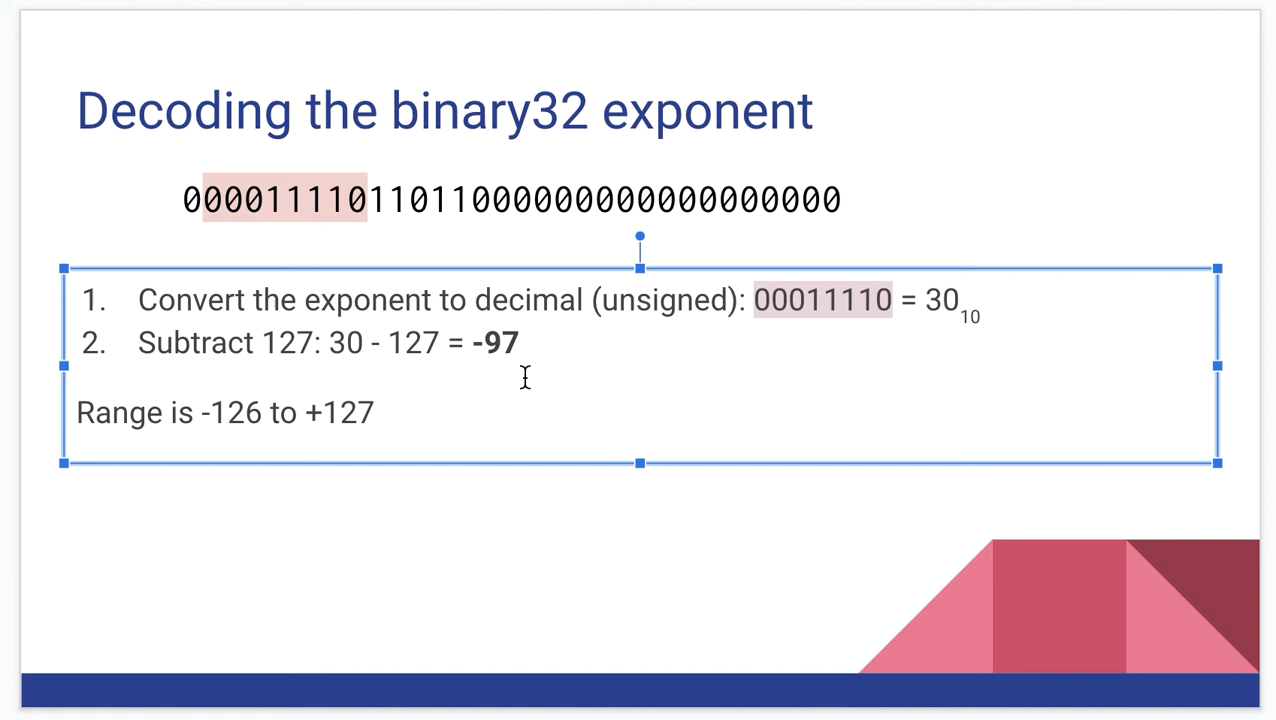 Decoding the binary32 exponent
00001111011011000000000000000000
1. Convert the exponent to decimal (unsigned): 00011110 = 30₁₀
2. Subtract 127: 30 - 127 = -97
Range is -126 to +127